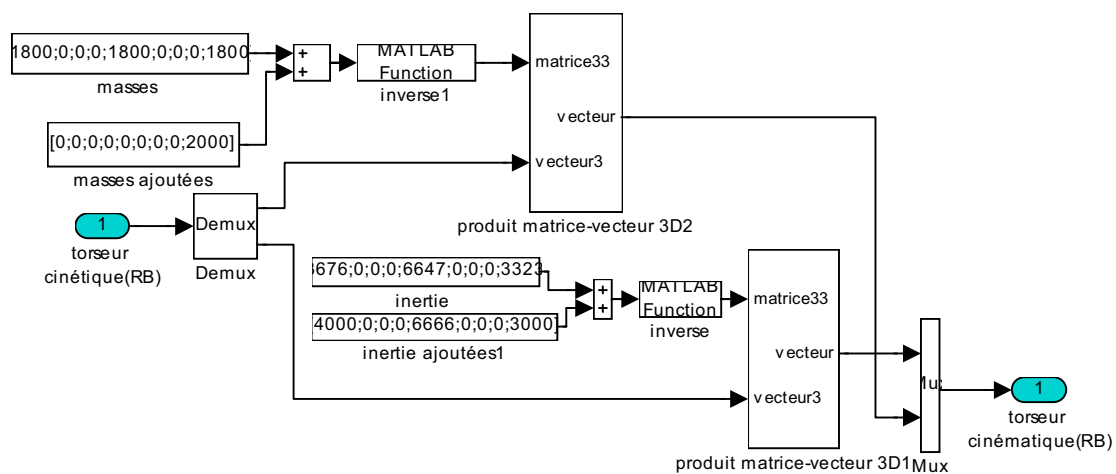 1800;0;0;0;1800;0;0;0;1800
masses
+
+
MATLAB
Function
inverse1
matrice33
vecteur
vecteur3
produit matrice-vecteur 3D2
[0;0;0;0;0;0;0;0;2000]
masses ajoutées
1
torseur
cinétique(RB)
Demux
Demux
676;0;0;0;6647;0;0;0;3323
inertie
4000;0;0;0;6666;0;0;0;3000]
inertie ajoutées1
+
+
MATLAB
Function
inverse
matrice33
vecteur
vecteur3
produit matrice-vecteur 3D1
Mux
Mux
1
torseur
cinématique(RB)